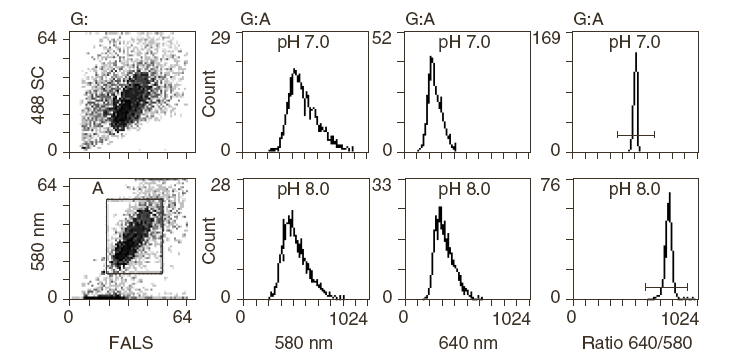 G: G:A G:A G:A
64 29 52 169
pH 7.0 pH 7.0 pH 7.0
488 SC Count
0 0 0 0
64 28 33 76
A pH 8.0 pH 8.0 pH 8.0
580 nm Count
0 0 0 0
0 64 0 1024 0 1024 0 1024
FALS 580 nm 640 nm Ratio 640/580